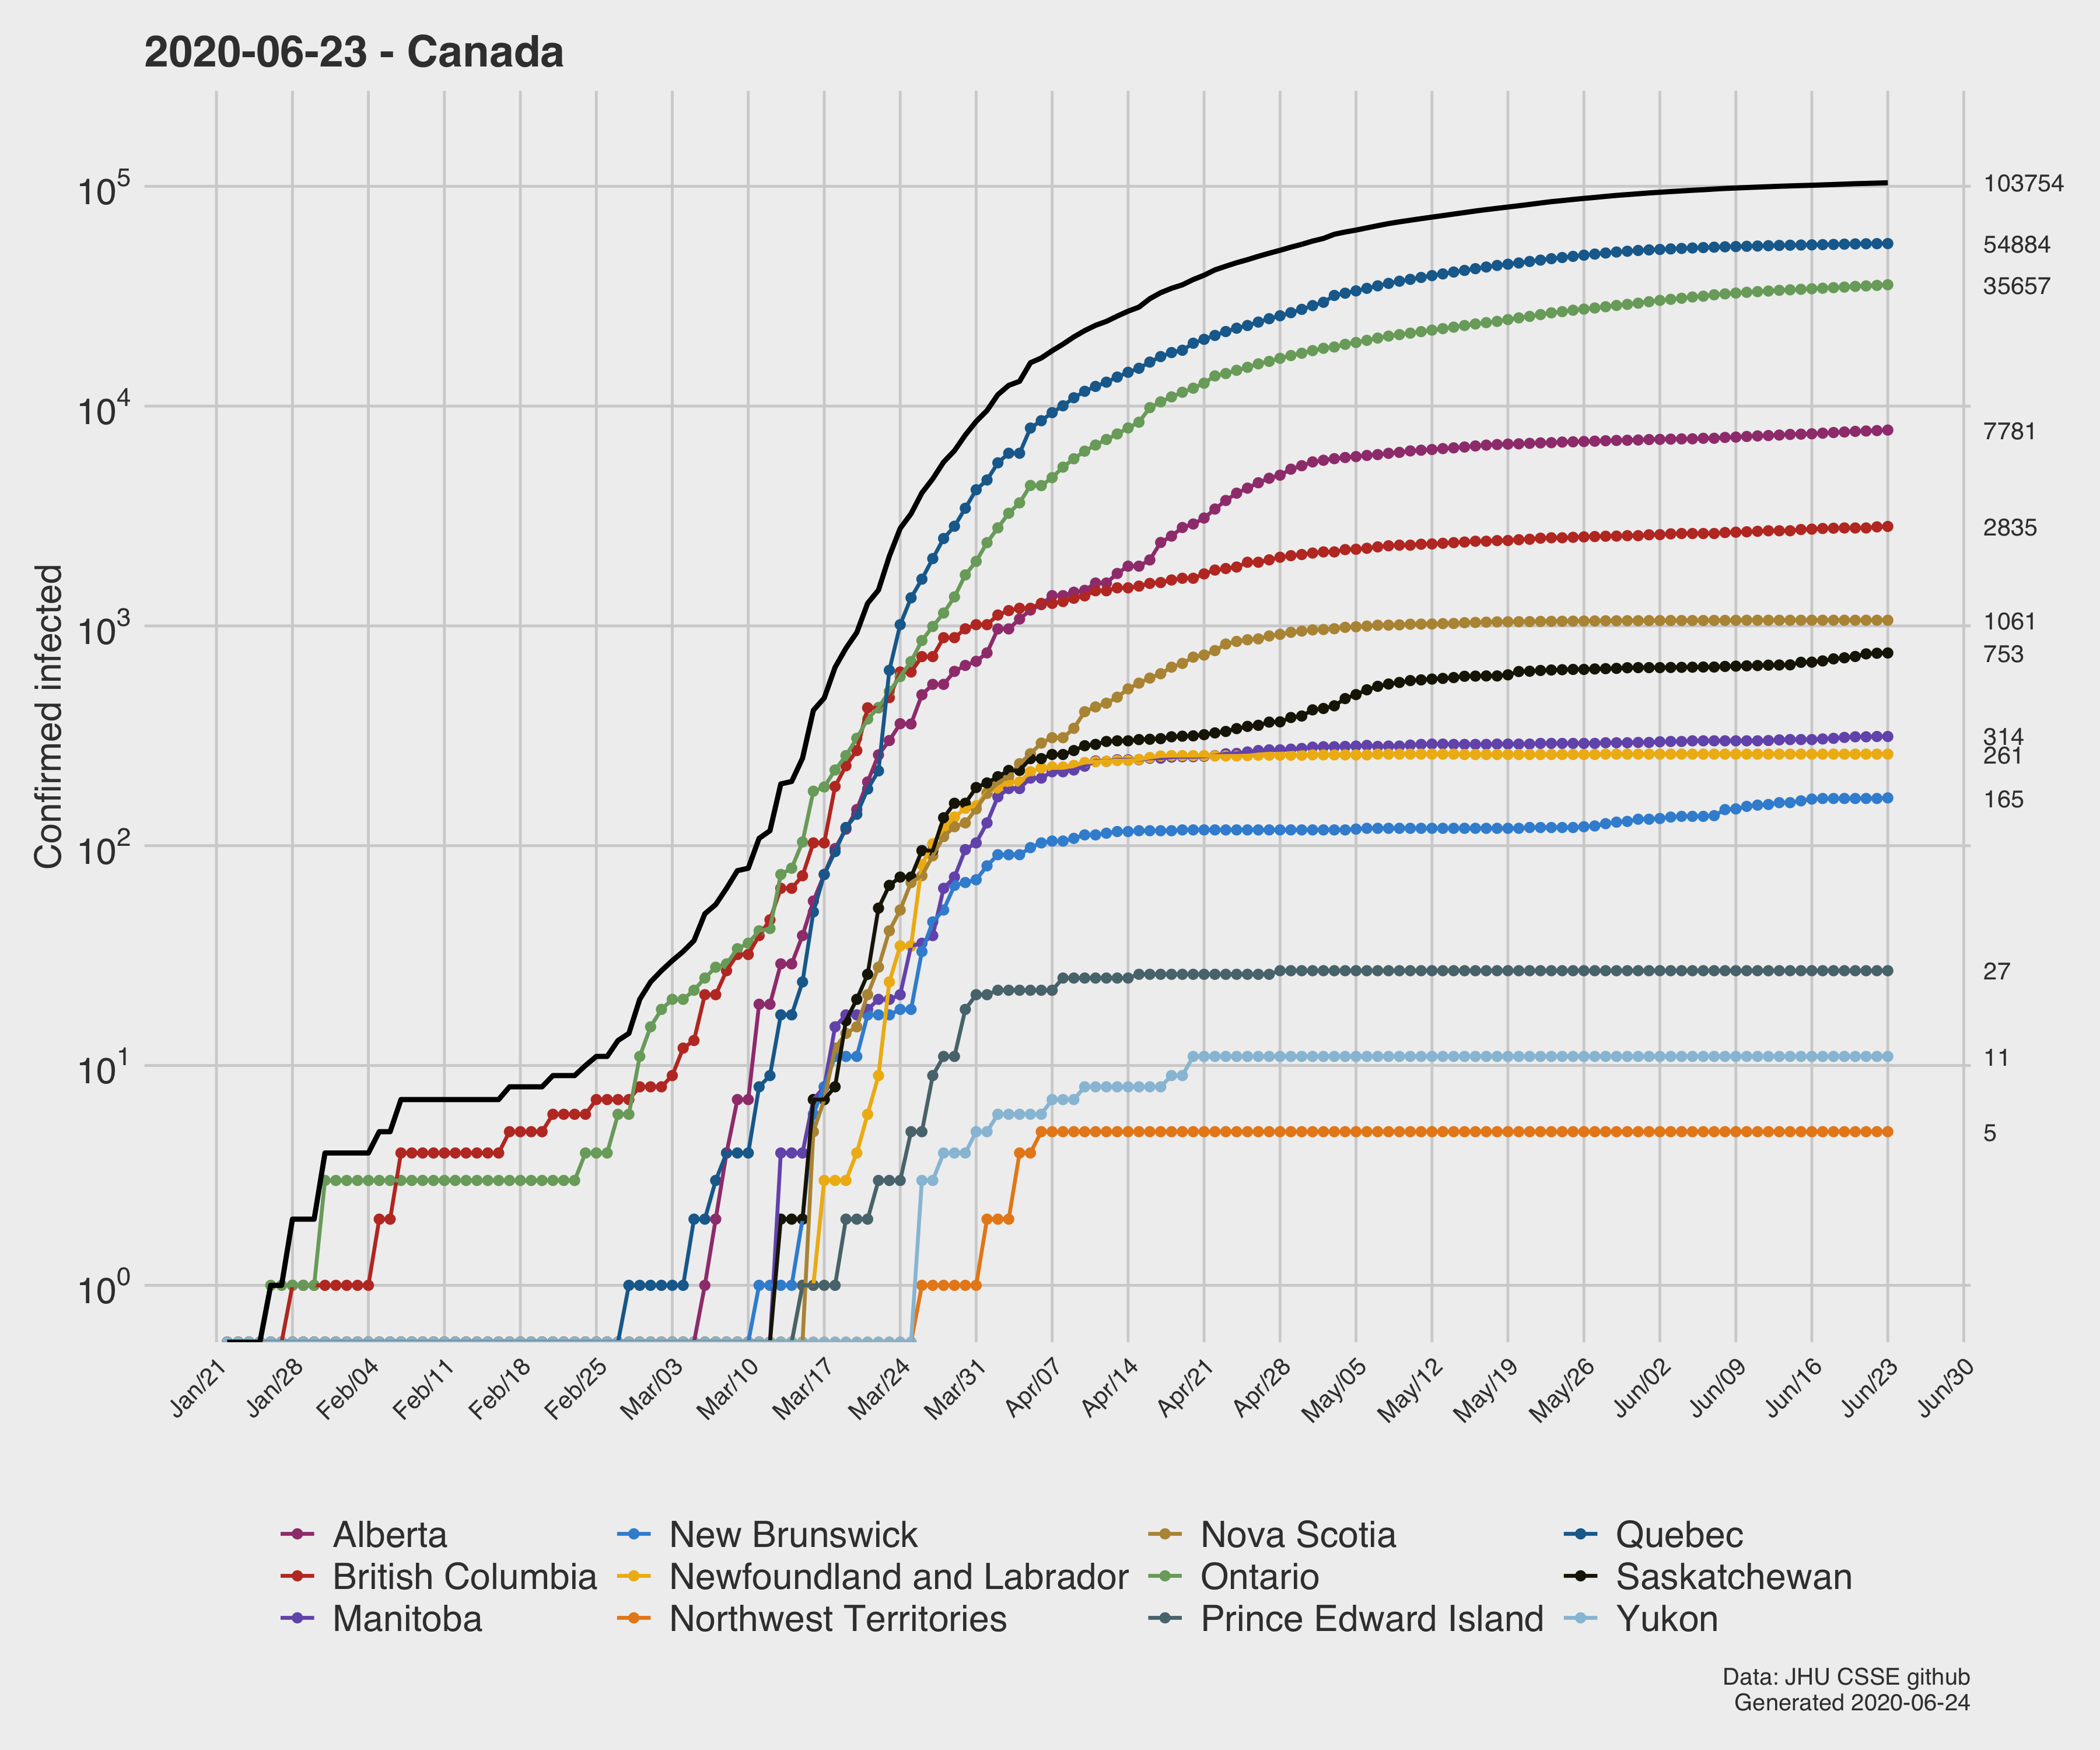 2020-06-23 - Canada
Confirmed infected
10^5
10^4
10^3
10^2
10^1
10^0
103754
54884
35657
7781
2835
1061
753
314
261
165
27
11
5
Jan/21
Jan/28
Feb/04
Feb/11
Feb/18
Feb/25
Mar/03
Mar/10
Mar/17
Mar/24
Mar/31
Apr/07
Apr/14
Apr/21
Apr/28
May/05
May/12
May/19
May/26
Jun/02
Jun/09
Jun/16
Jun/23
Jun/30
Alberta
New Brunswick
Nova Scotia
Quebec
British Columbia
Newfoundland and Labrador
Ontario
Saskatchewan
Manitoba
Northwest Territories
Prince Edward Island
Yukon
Data: JHU CSSE github
Generated 2020-06-24